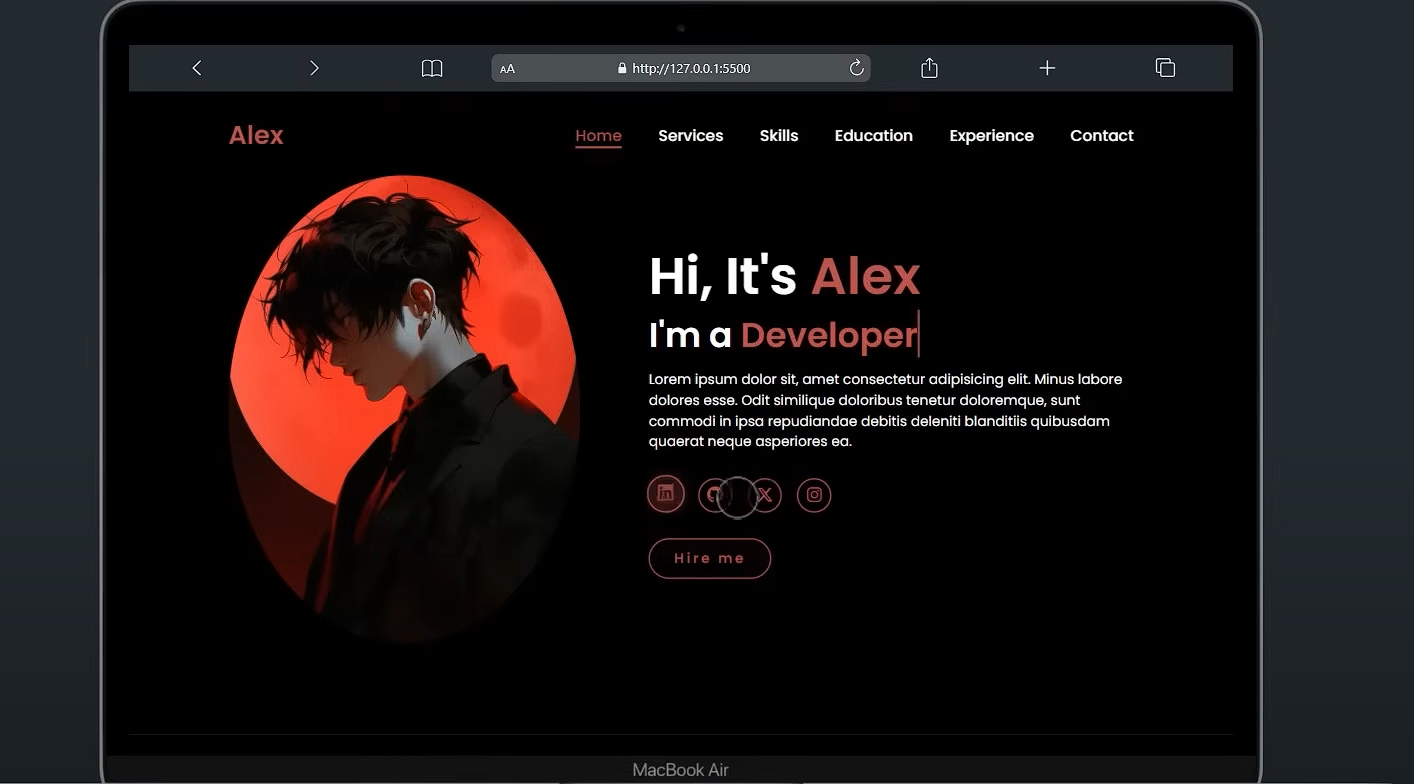 AA http://127.0.0.1:5500
Alex Home Services Skills Education Experience Contact
Hi, It's Alex
I'm a Developer
Lorem ipsum dolor sit, amet consectetur adipisicing elit. Minus labore
dolores esse. Odit similique doloribus tenetur doloremque, sunt
commodi in ipsa repudiandae debitis deleniti blanditiis quibusdam
quaerat neque asperiores ea.
in X
Hire me
MacBook Air